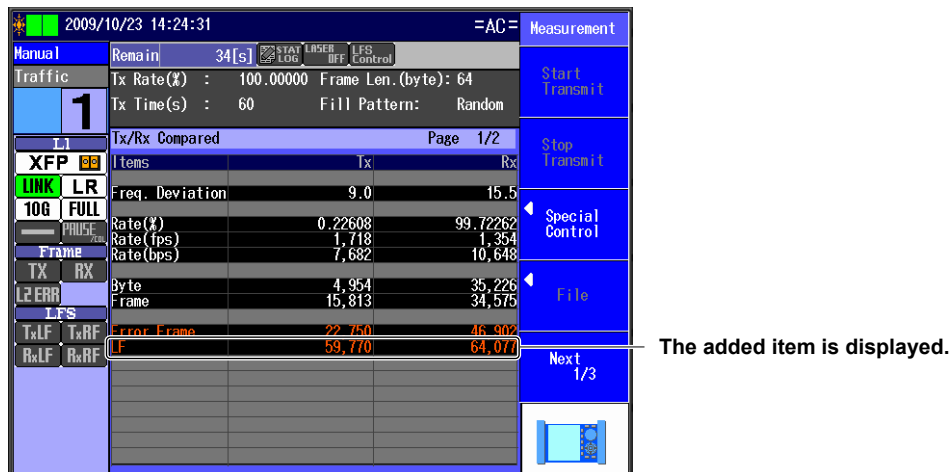 2009/10/23 14:24:31 =AC=
Measurement
Manual
Remain 34[s] STAT LOG LASER OFF LFS Control
Traffic
Tx Rate(%) : 100.00000 Frame Len.(byte): 64
Tx Time(s) : 60 Fill Pattern: Random
1
Start Transmit
Tx/Rx Compared Page 1/2
L1
Stop Transmit
XFP
Items Tx Rx
LINK LR
Freq. Deviation 9.0 15.5
10G FULL
Special Control
Rate(%) 0.22608 99.72262
PAUSE
Rate(fps) 1,718 1,354
Frame
Rate(bps) 7,682 10,648
TX RX
Byte 4,954 35,226
File
L2 ERR
Frame 15,813 34,575
LFS
TxLF TxRF
Error Frame 22,750 46,902
LF 59,770 64,077
The added item is displayed.
RxLF RxRF
Next 1/3